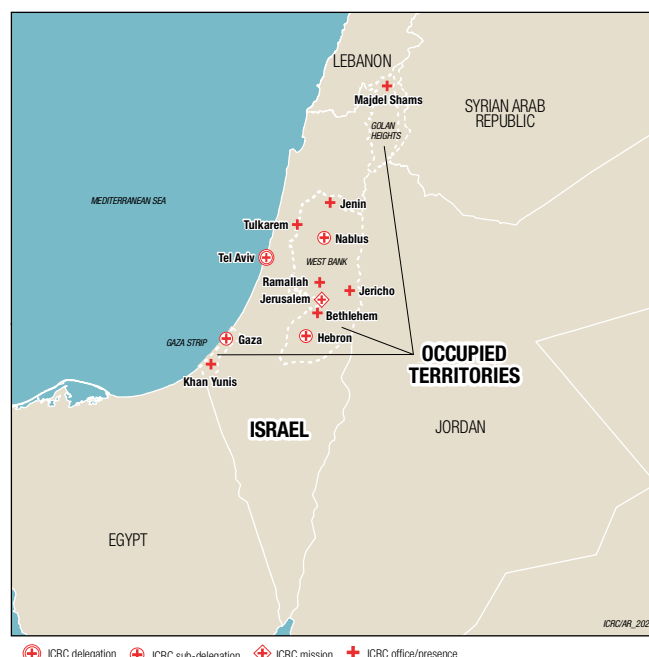 LEBANON
Majdel Shams
SYRIAN ARAB
REPUBLIC
GOLAN
HEIGHTS
MEDITERRANEAN SEA
Jenin
Tulkarem
Nablus
Tel Aviv
WEST BANK
Ramallah
Jericho
Jerusalem
Bethlehem
GAZA STRIP
Gaza
Hebron
OCCUPIED
TERRITORIES
Khan Yunis
ISRAEL
JORDAN
EGYPT
ICRC delegation ICRC sub-delegation ICRC mission ICRC office/presence